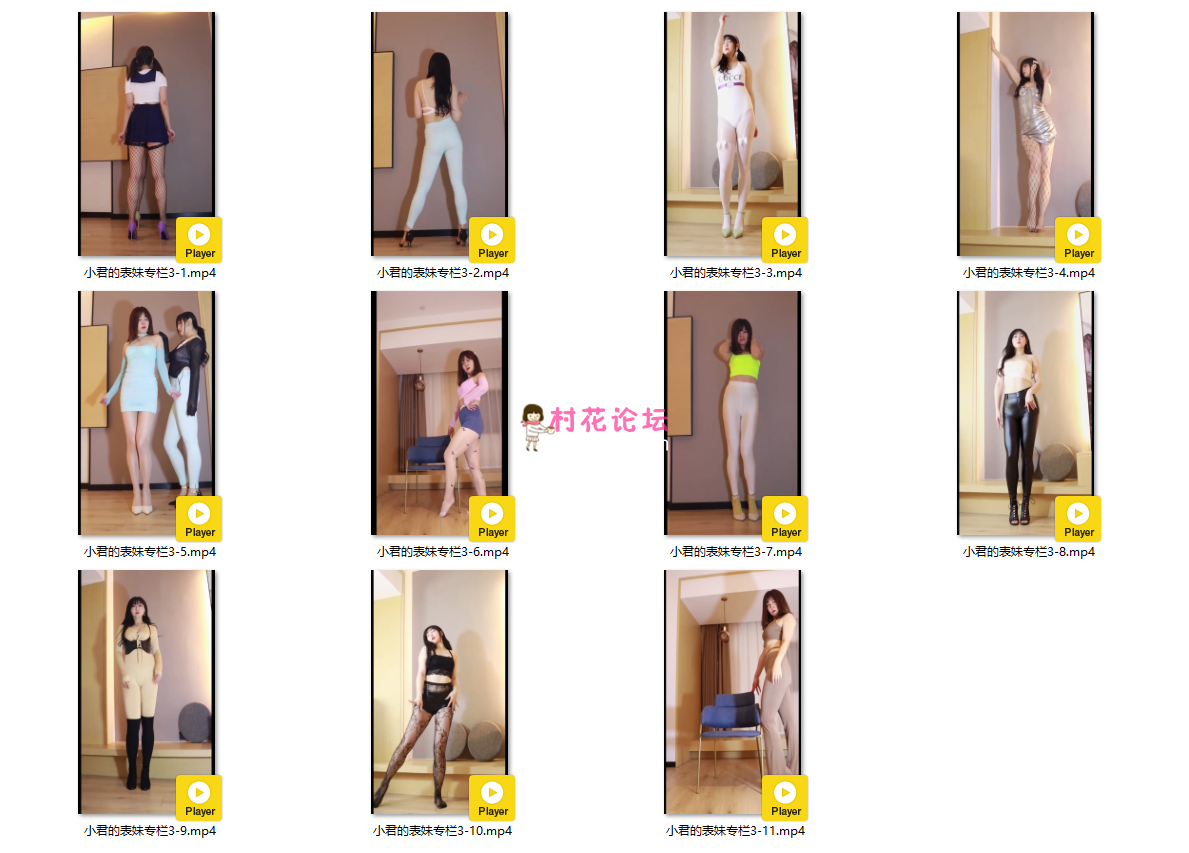 Player
Player
Player
Player
小君的表妹专栏3-1.mp4
小君的表妹专栏3-2.mp4
小君的表妹专栏3-3.mp4
小君的表妹专栏3-4.mp4
村花论坛
Player
Player
Player
Player
小君的表妹专栏3-5.mp4
小君的表妹专栏3-6.mp4
小君的表妹专栏3-7.mp4
小君的表妹专栏3-8.mp4
Player
Player
Player
小君的表妹专栏3-9.mp4
小君的表妹专栏3-10.mp4
小君的表妹专栏3-11.mp4